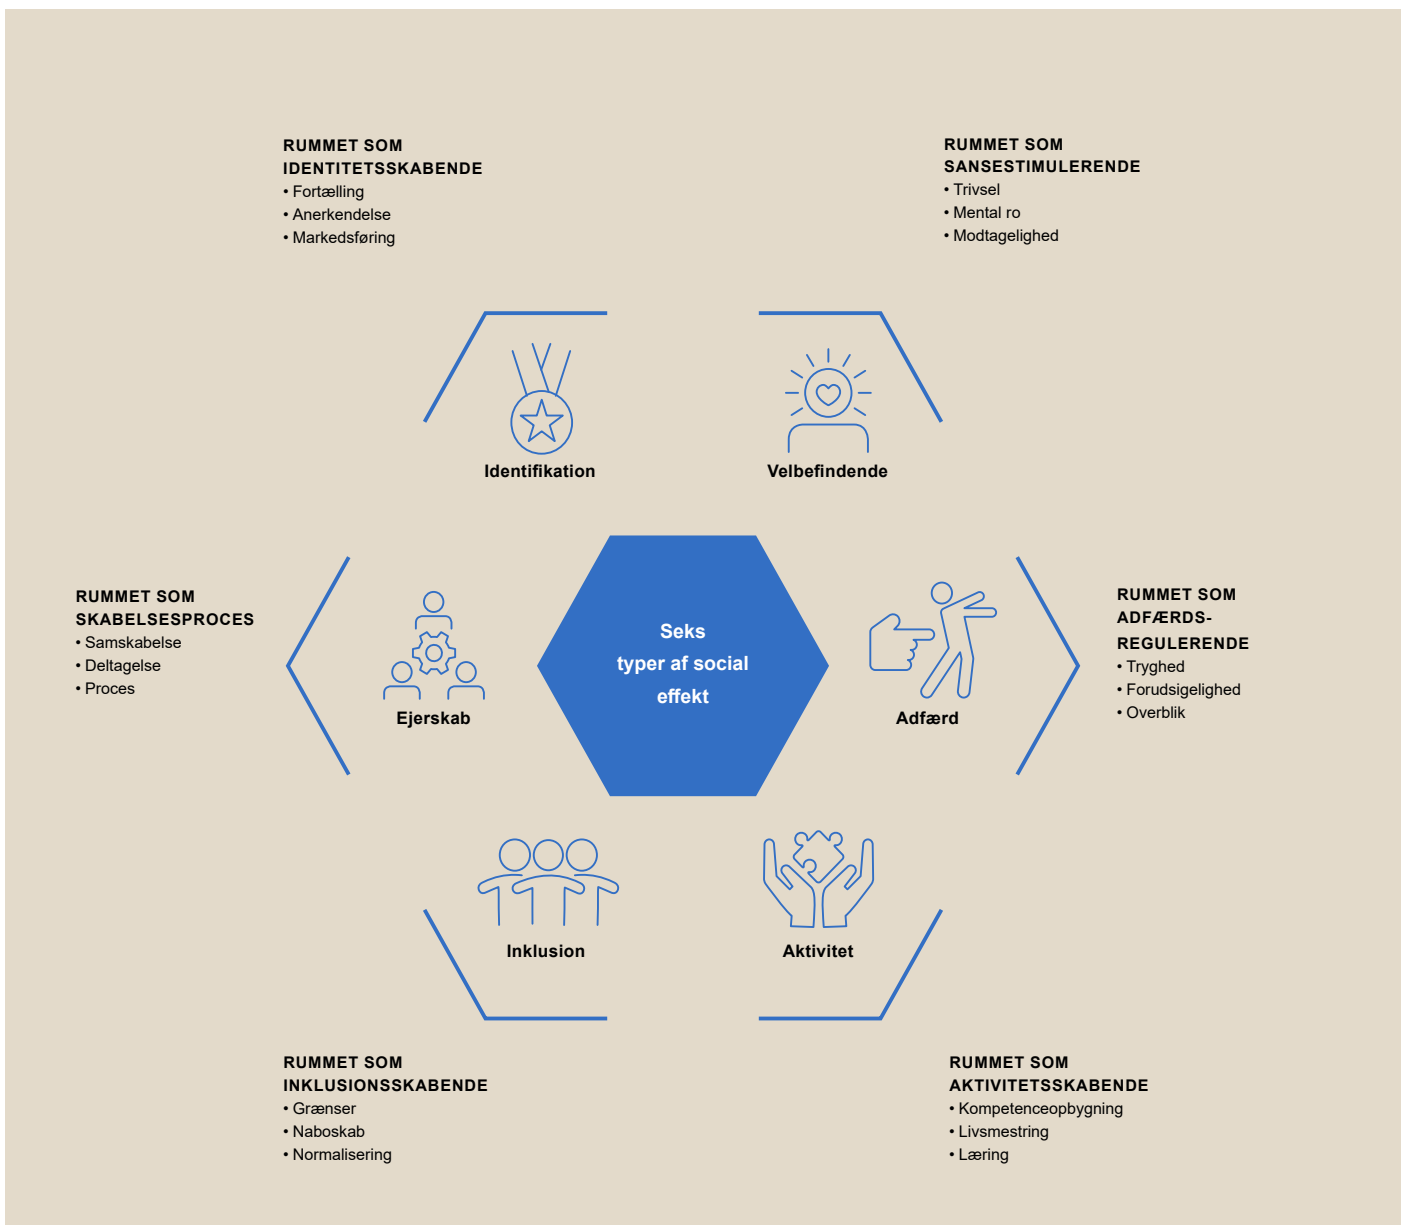 RUMMET SOM
IDENTITETSSKABENDE
• Fortælling
• Anerkendelse
• Markedsføring
RUMMET SOM
SANSESTIMULERENDE
• Trivsel
• Mental ro
• Modtagelighed
Identifikation
Velbefindende
RUMMET SOM
SKABELSESPROCES
• Samskabelse
• Deltagelse
• Proces
Ejerskab
Seks
typer af social
effekt
Adfærd
RUMMET SOM
ADFÆRDS-
REGULERENDE
• Tryghed
• Forudsigelighed
• Overblik
Inklusion
Aktivitet
RUMMET SOM
INKLUSIONSSKABENDE
• Grænser
• Naboskab
• Normalisering
RUMMET SOM
AKTIVITETSSKABENDE
• Kompetenceopbygning
• Livsmestring
• Læring